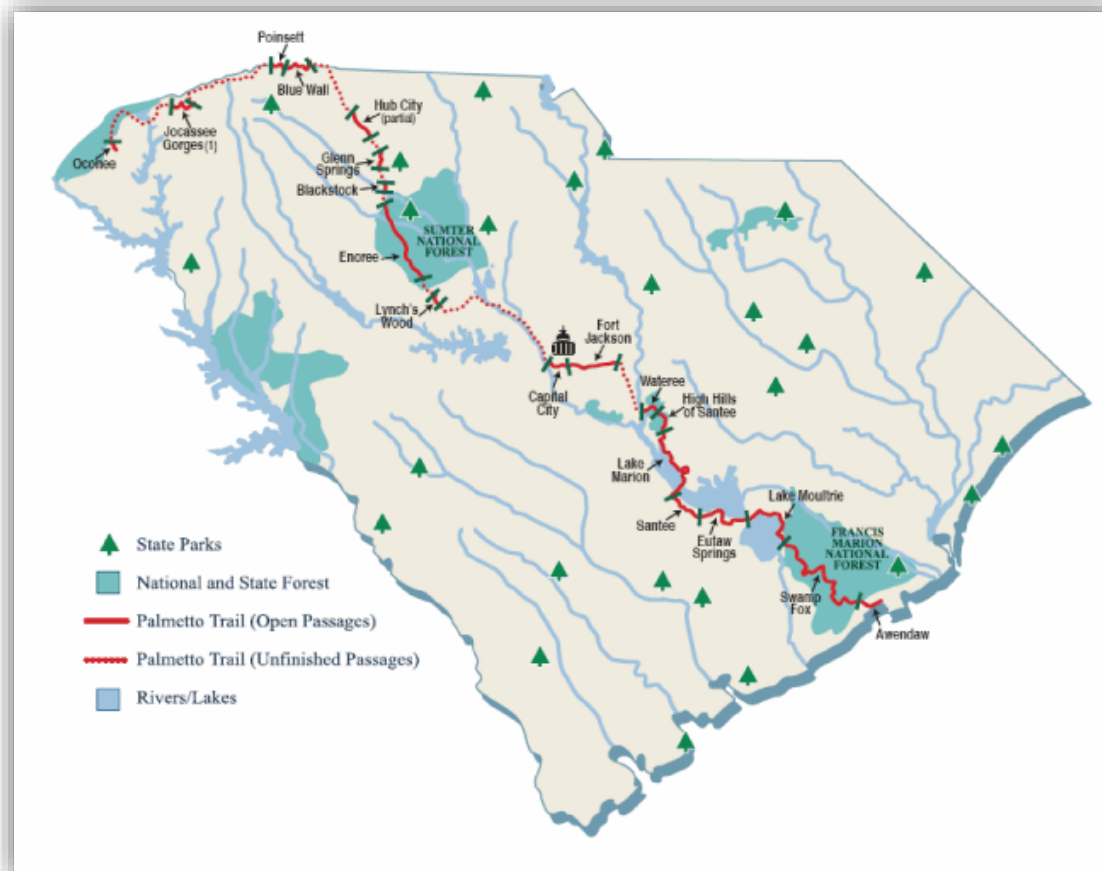 Poinsett
Blue Wall
Hub City
(partial)
Jocassee
Gorges (1)
Oconee
Glenn
Springs
Blackstock
SUMTER
NATIONAL
FOREST
Enoree
Lynch's
Wood
Fort
Jackson
Capital
City
Wateree
High Hills
of Santee
Lake
Marion
Lake Moultrie
Santee
Eutaw
Springs
FRANCIS
MARION
NATIONAL
FOREST
Swamp
Fox
Awendaw
State Parks
National and State Forest
Palmetto Trail (Open Passages)
Palmetto Trail (Unfinished Passages)
Rivers/Lakes